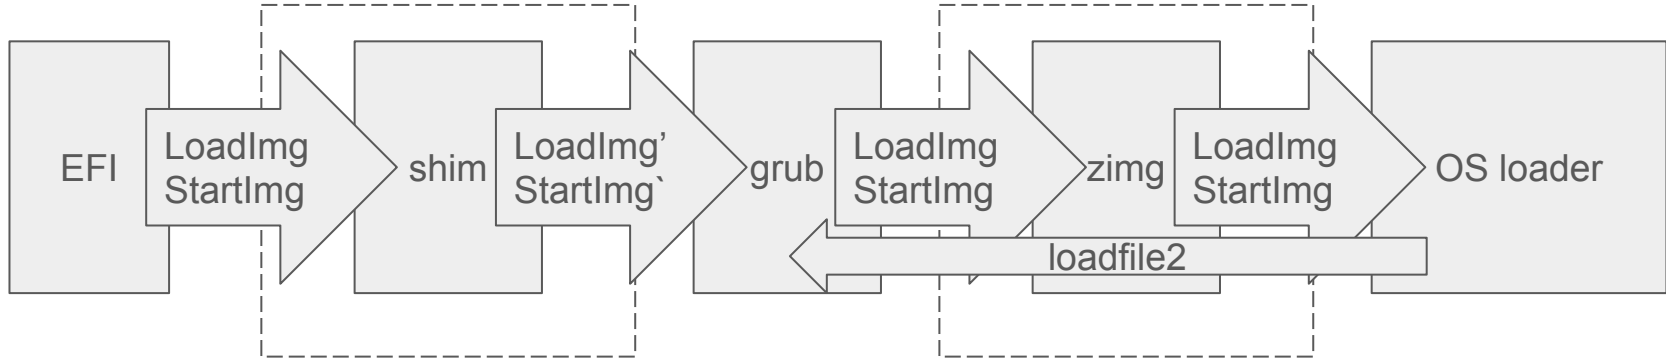 EFI
LoadImg
StartImg
shim
LoadImg’
StartImg`
grub
LoadImg
StartImg
zimg
LoadImg
StartImg
OS loader
loadfile2